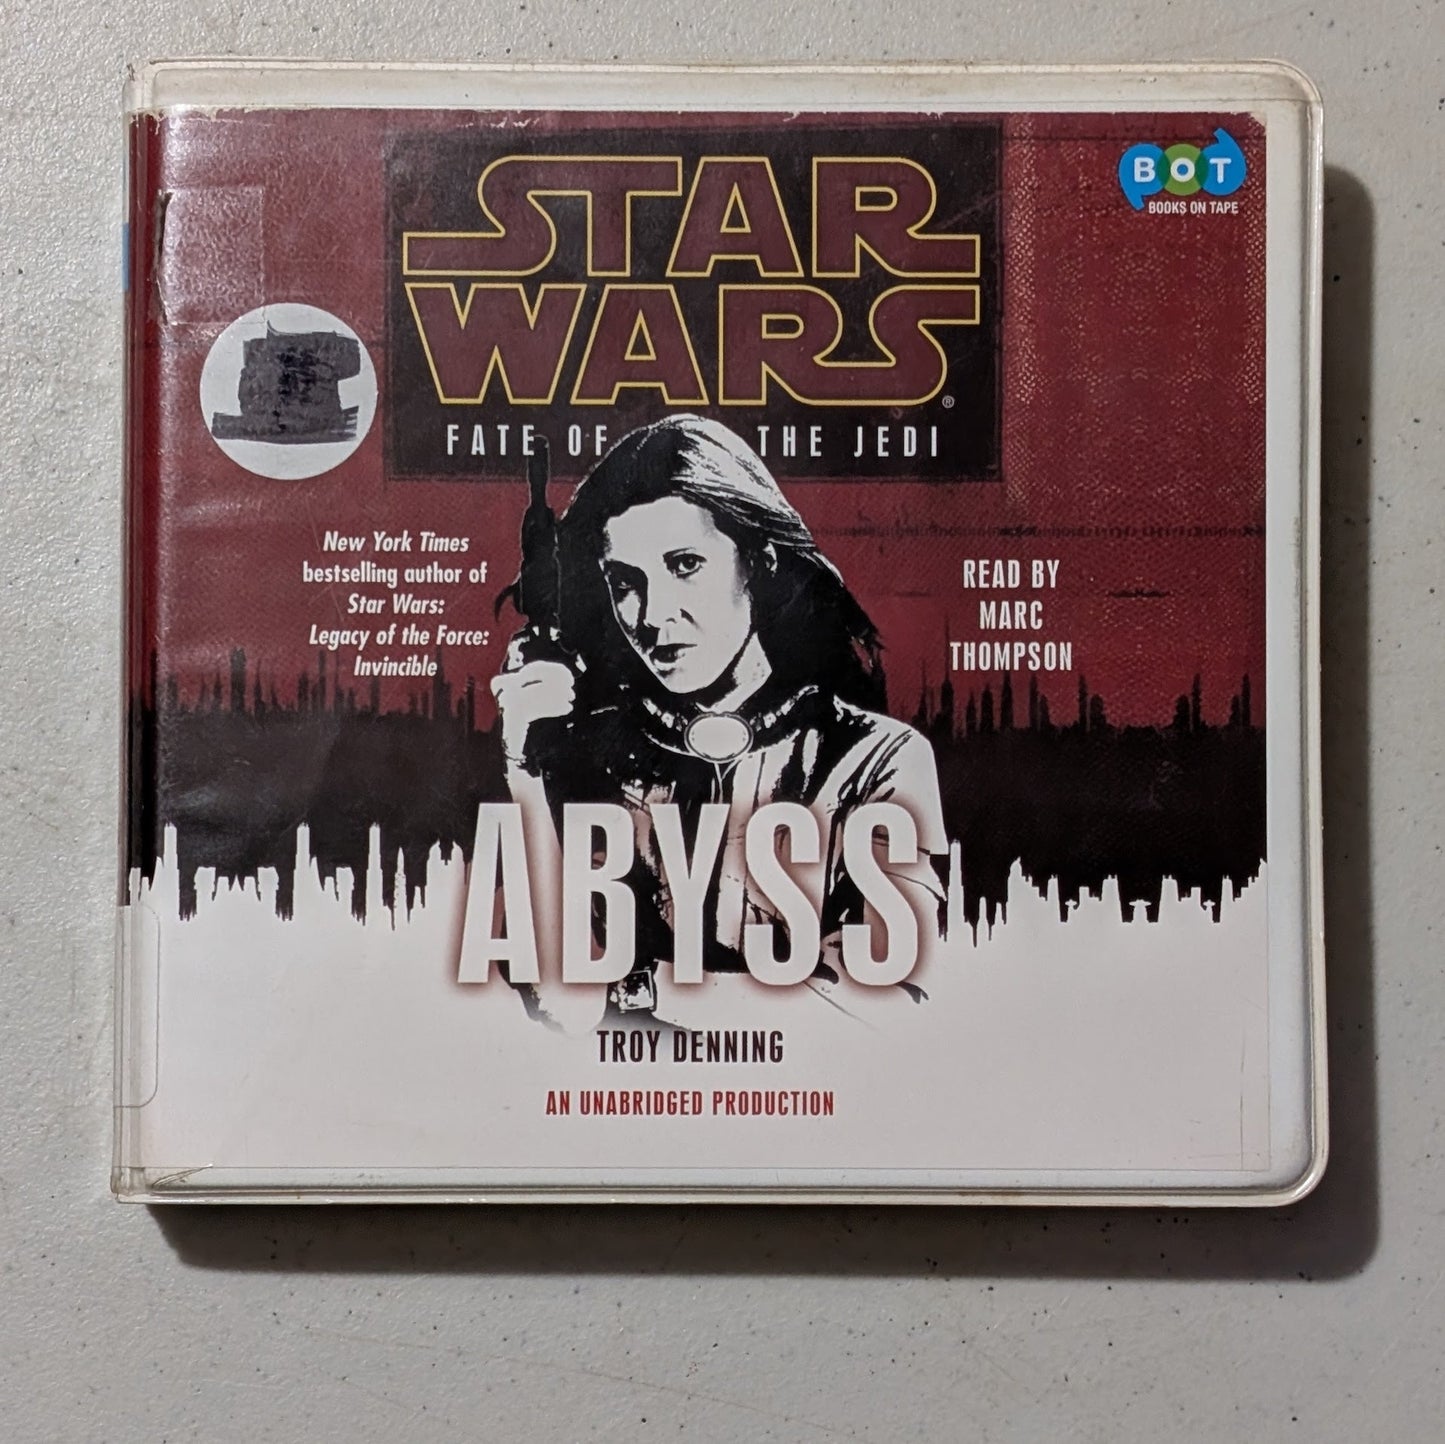 STAR
WARS®
FATE OF THE JEDI
BOT
BOOKS ON TAPE
New York Times
bestselling author of
Star Wars:
Legacy of the Force:
Invincible
READ BY
MARC
THOMPSON
ABYSS
TROY DENNING
AN UNABRIDGED PRODUCTION